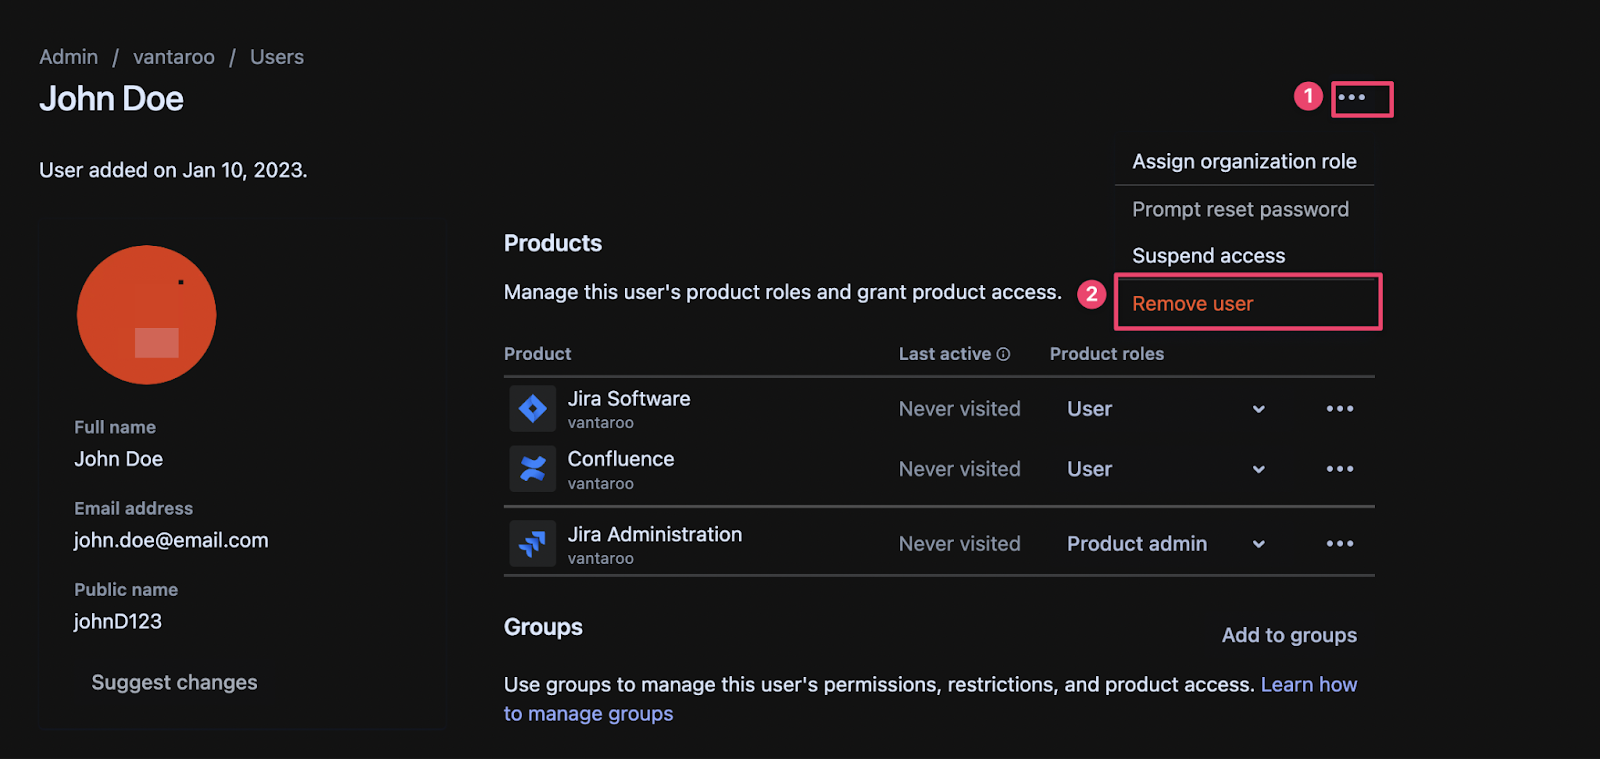 Admin / vantaroo / Users
John Doe
1 •••
User added on Jan 10, 2023.
Assign organization role
Prompt reset password
Suspend access
2 Remove user
Products
Manage this user's product roles and grant product access.
Product Last active Product roles
Jira Software
vantaroo
Never visited User •••
Confluence
vantaroo
Never visited User •••
Jira Administration
vantaroo
Never visited Product admin •••
Full name
John Doe
Email address
john.doe@email.com
Public name
johnD123
Suggest changes
Groups
Add to groups
Use groups to manage this user's permissions, restrictions, and product access. Learn how
to manage groups